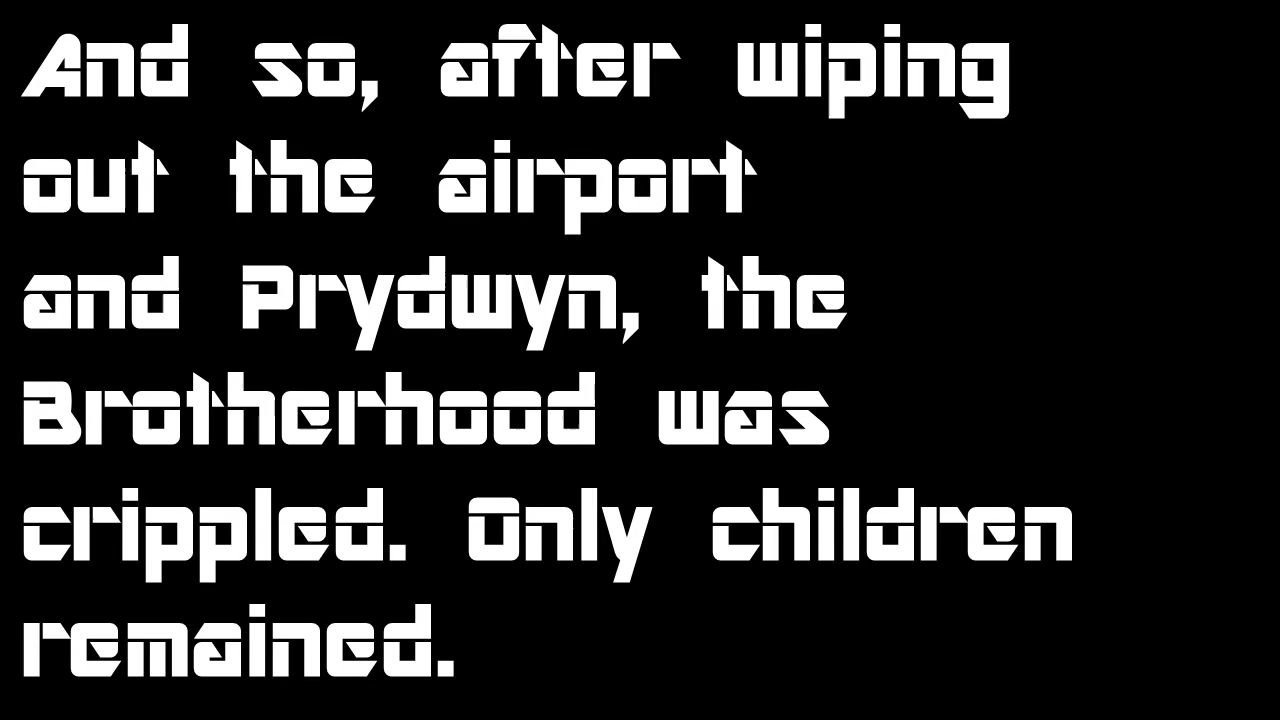 And so, after wiping
out the airport
and Prydwyn, the
Brotherhood was
crippled. Only children
remained.